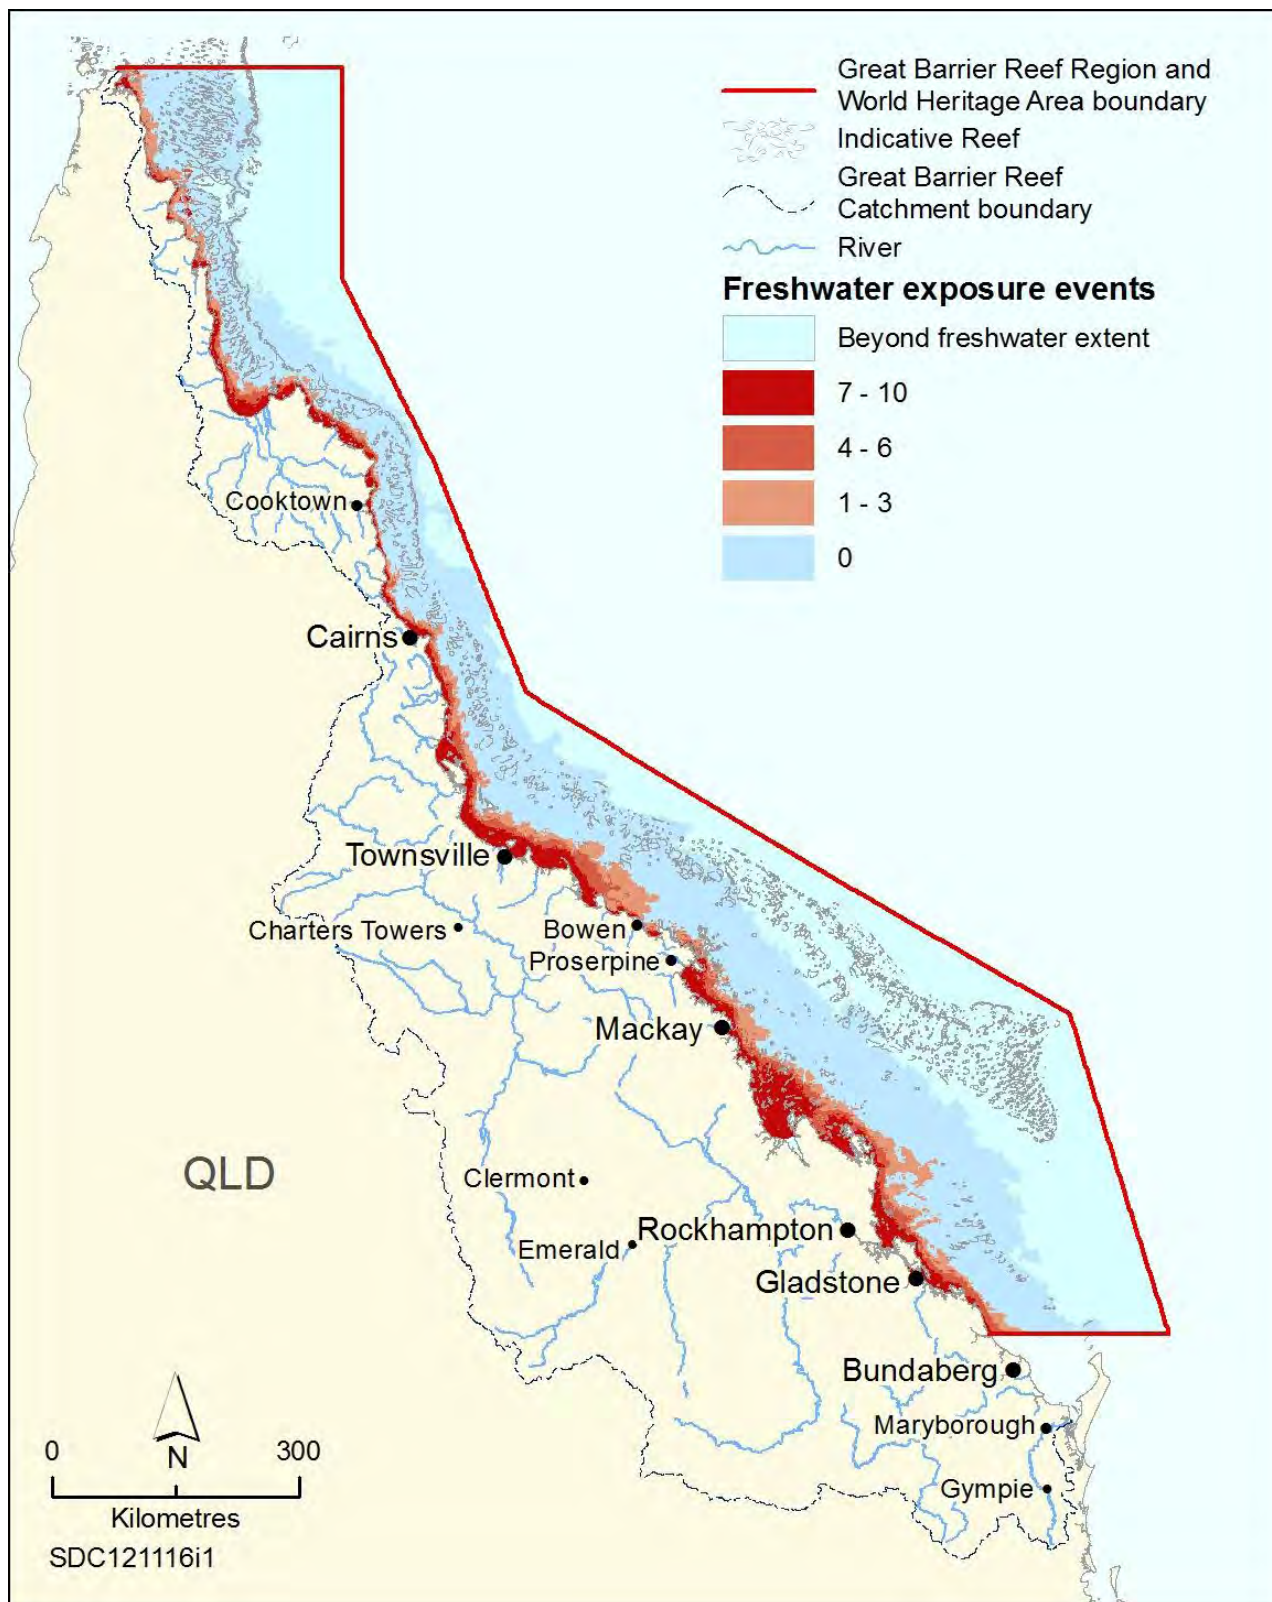 Great Barrier Reef Region and
World Heritage Area boundary
Indicative Reef
Great Barrier Reef
Catchment boundary
River
Freshwater exposure events
Beyond freshwater extent
7 - 10
4 - 6
1 - 3
0
Cooktown
Cairns
Townsville
Charters Towers
Bowen
Proserpine
Mackay
QLD
Clermont
Rockhampton
Emerald
Gladstone
Bundaberg
Maryborough
Gympie
0 300
N
Kilometres
SDC121116i1